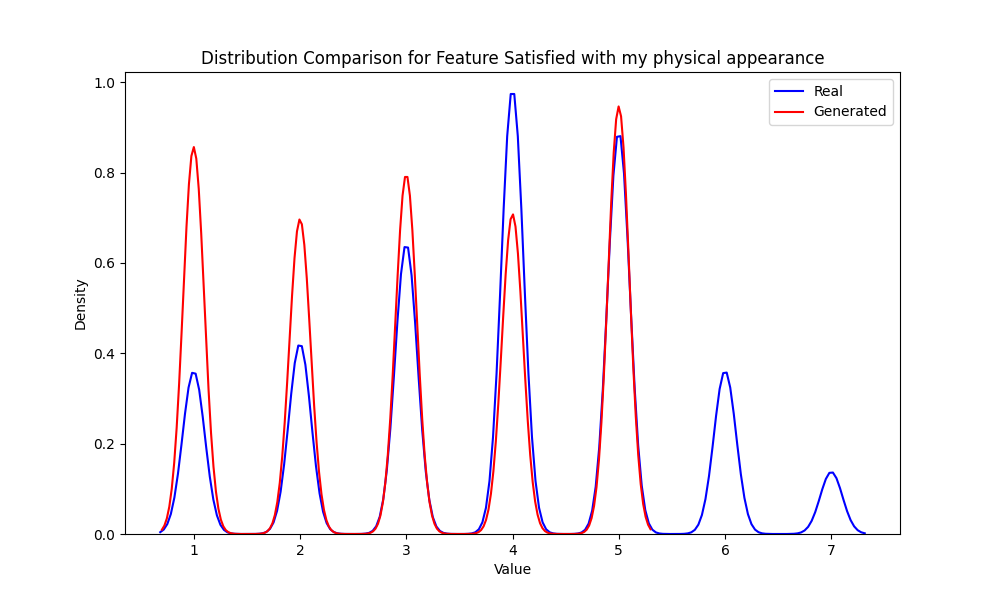 Distribution Comparison for Feature Satisfied with my physical appearance
Real
Generated
1.0
0.8
0.6
0.4
0.2
0.0
Density
1 2 3 4 5 6 7
Value